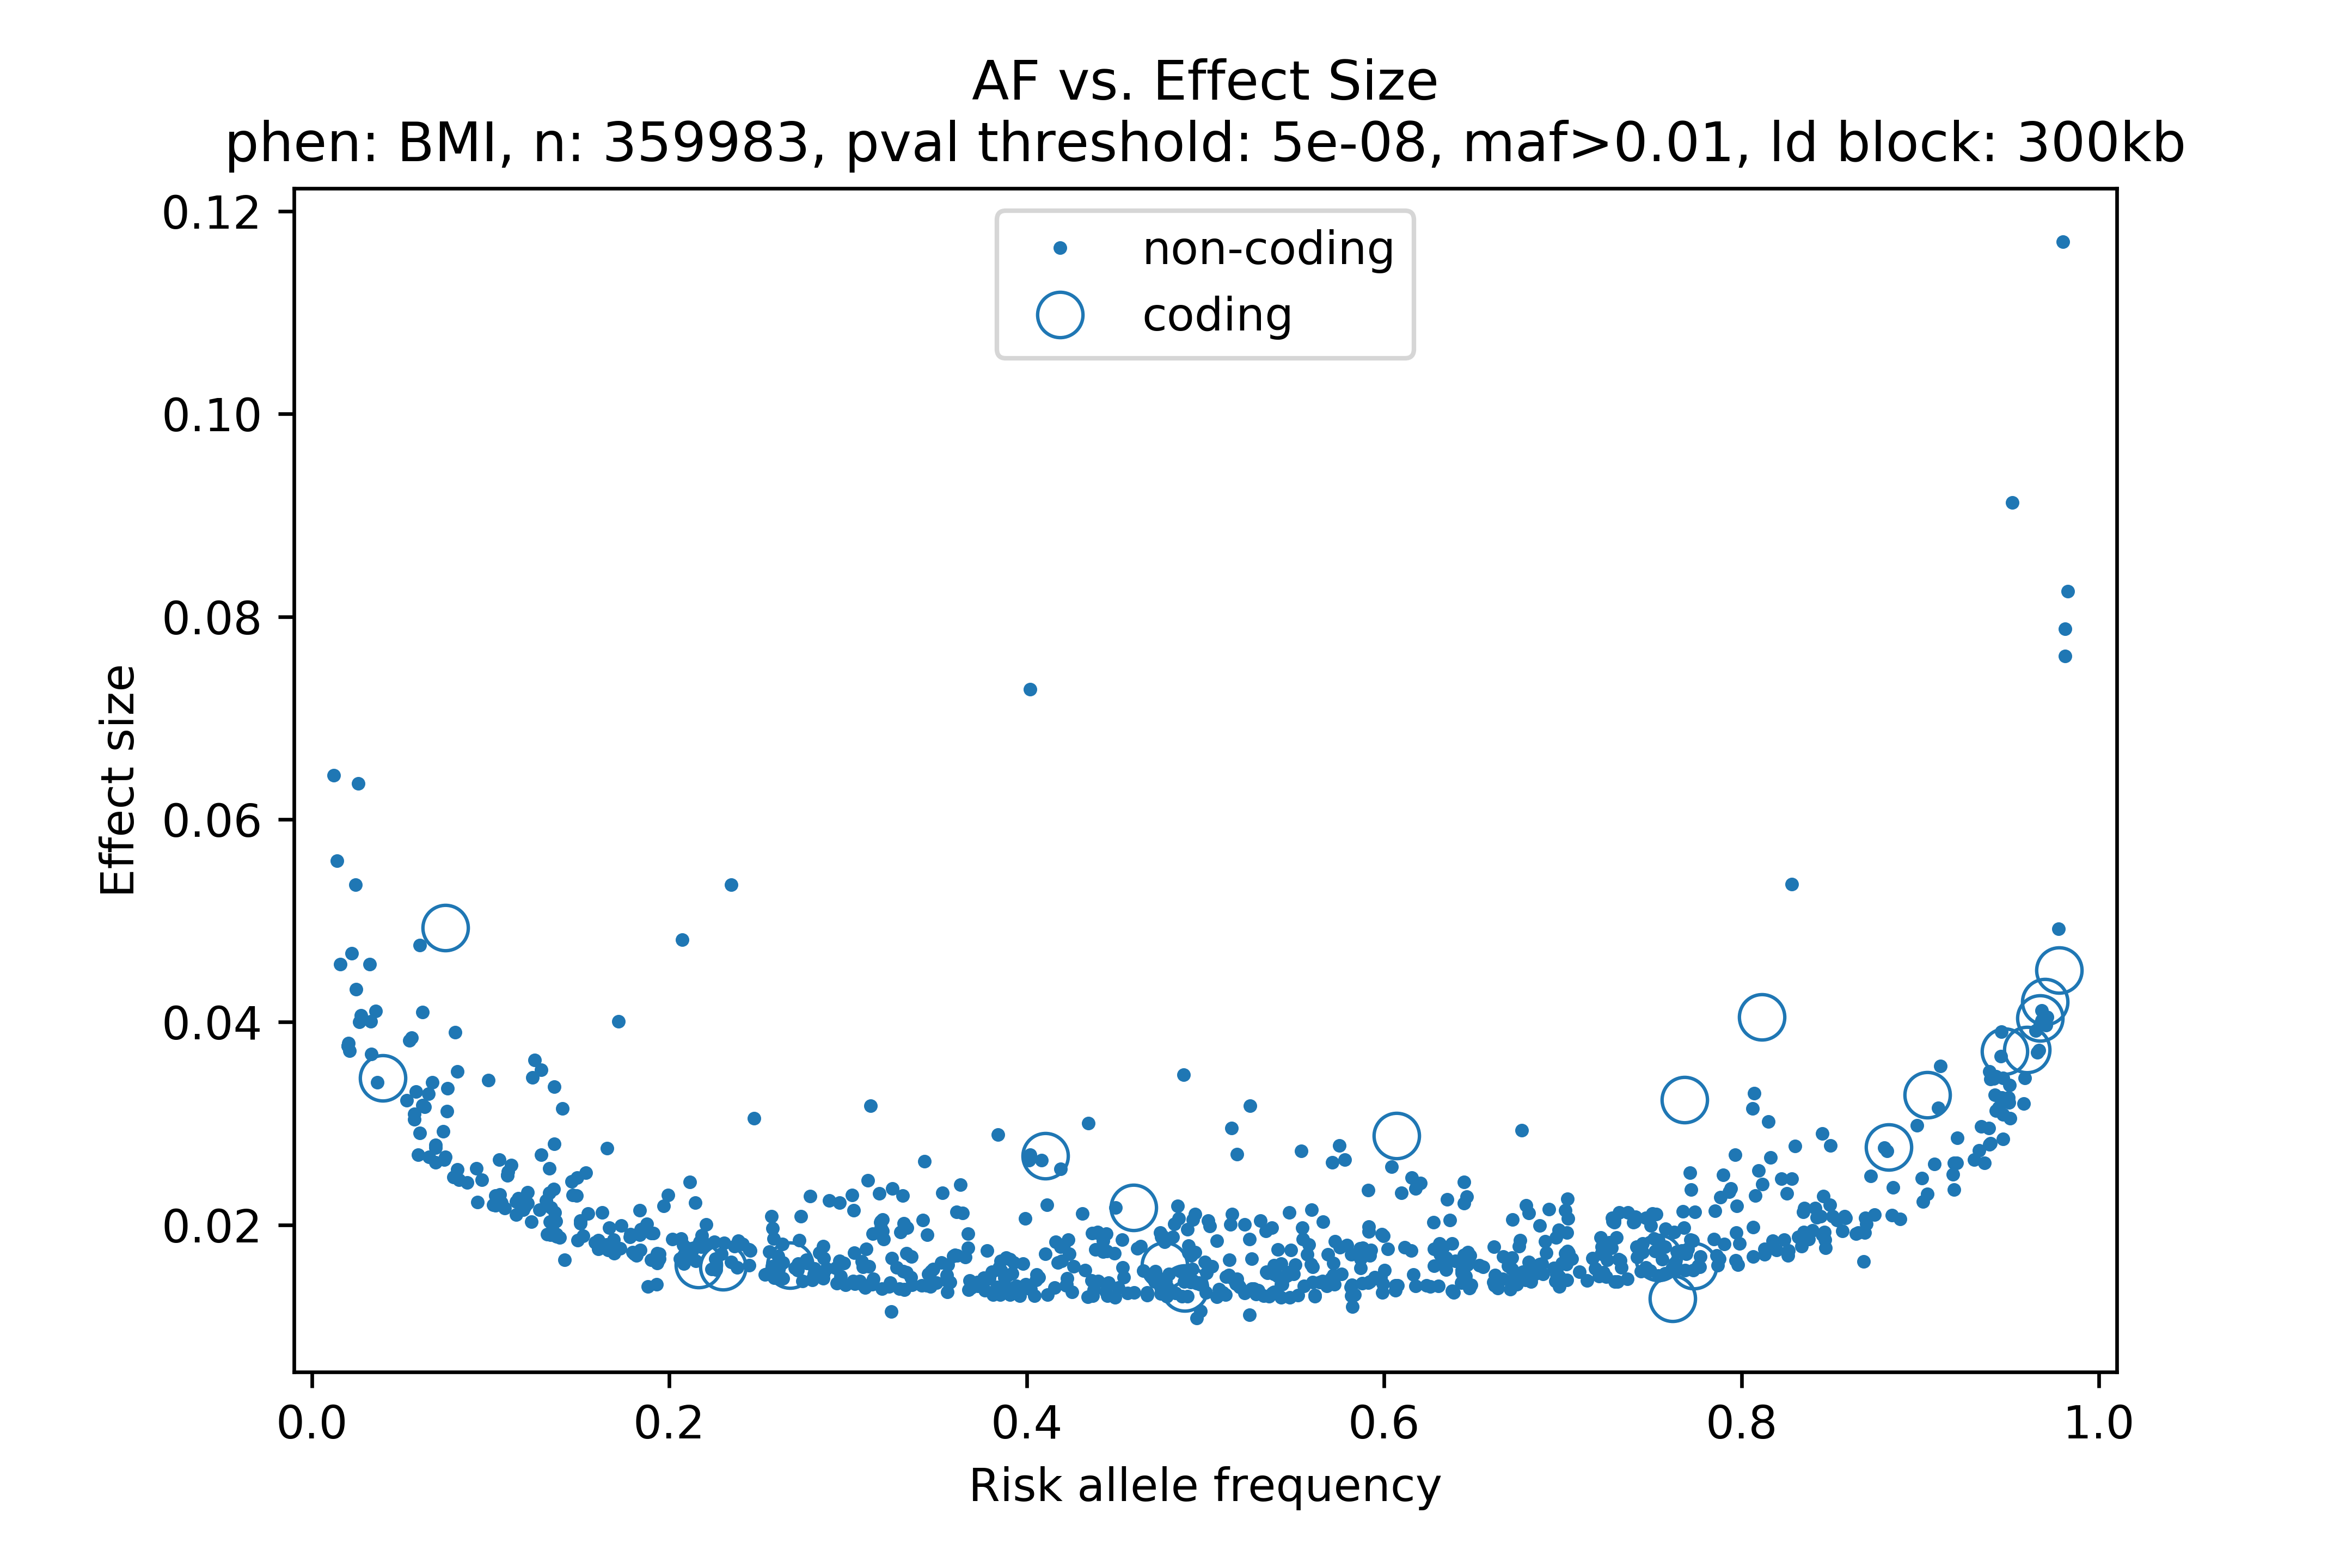 AF vs. Effect Size
phen: BMI, n: 359983, pval threshold: 5e-08, maf>0.01, ld block: 300kb
non-coding
coding
0.12
0.10
0.08
0.06
0.04
0.02
Effect size
0.0 0.2 0.4 0.6 0.8 1.0
Risk allele frequency